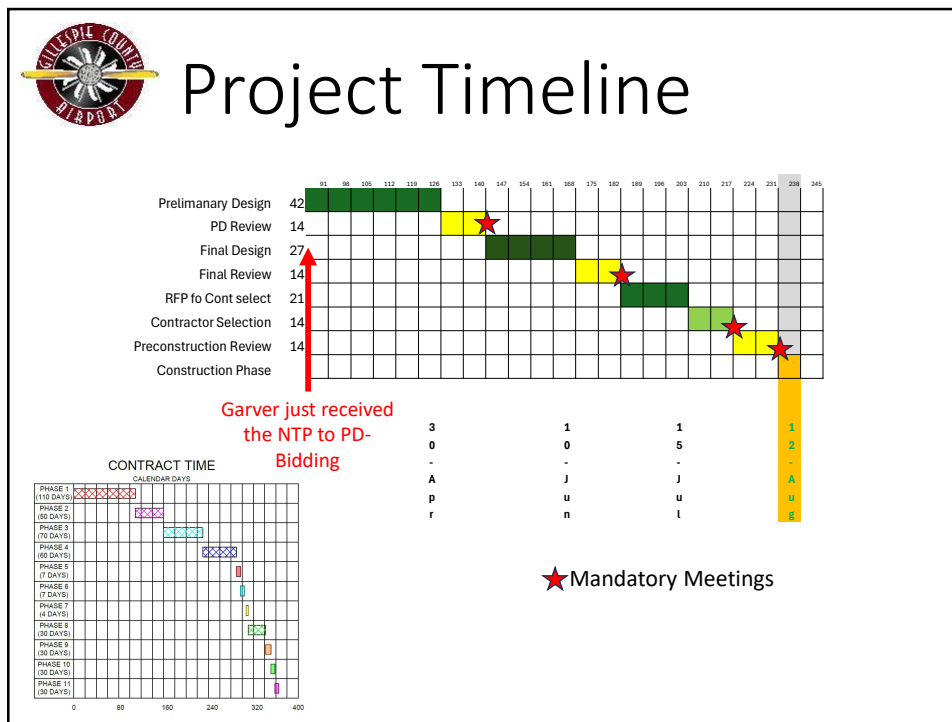 GILLESPIE COUNTY
AIRPORT
Project Timeline
91 98 105 112 119 126 133 140 147 154 161 168 175 182 189 196 203 210 217 224 231 238 245
Prelimanary Design 42
PD Review 14
Final Design 27
Final Review 14
RFP fo Cont select 21
Contractor Selection 14
Preconstruction Review 14
Construction Phase
Garver just received
the NTP to PD-
Bidding
30-Apr
10-Jun
15-Jul
12-Aug
Mandatory Meetings
CONTRACT TIME
CALENDAR DAYS
PHASE 1
(110 DAYS)
PHASE 2
(50 DAYS)
PHASE 3
(70 DAYS)
PHASE 4
(60 DAYS)
PHASE 5
(7 DAYS)
PHASE 6
(7 DAYS)
PHASE 7
(4 DAYS)
PHASE 8
(30 DAYS)
PHASE 9
(30 DAYS)
PHASE 10
(30 DAYS)
PHASE 11
(30 DAYS)
0 80 160 240 320 400